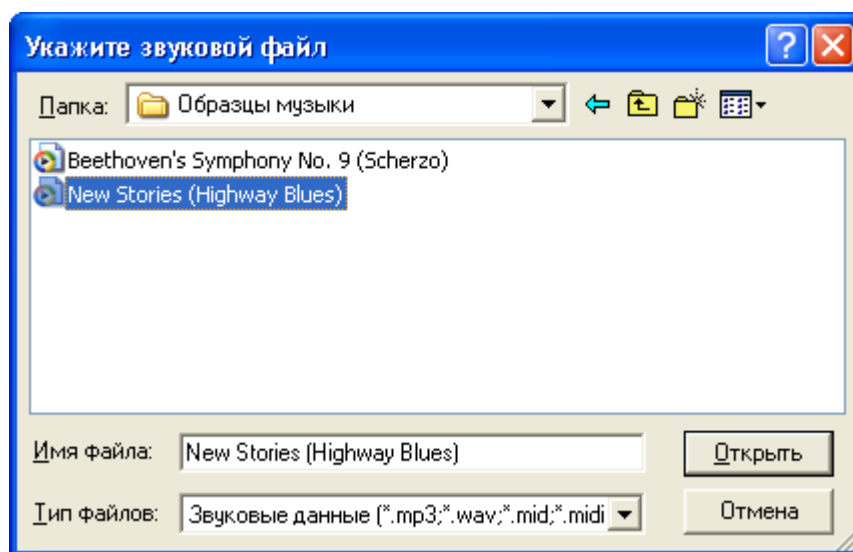 Укажите звуковой файл
Папка: Образцы музыки
Beethoven's Symphony No. 9 (Scherzo)
New Stories (Highway Blues)
Имя файла: New Stories (Highway Blues) Открыть
Тип файлов: Звуковые данные (*.mp3;*.wav;*.mid;*.midi Отмена